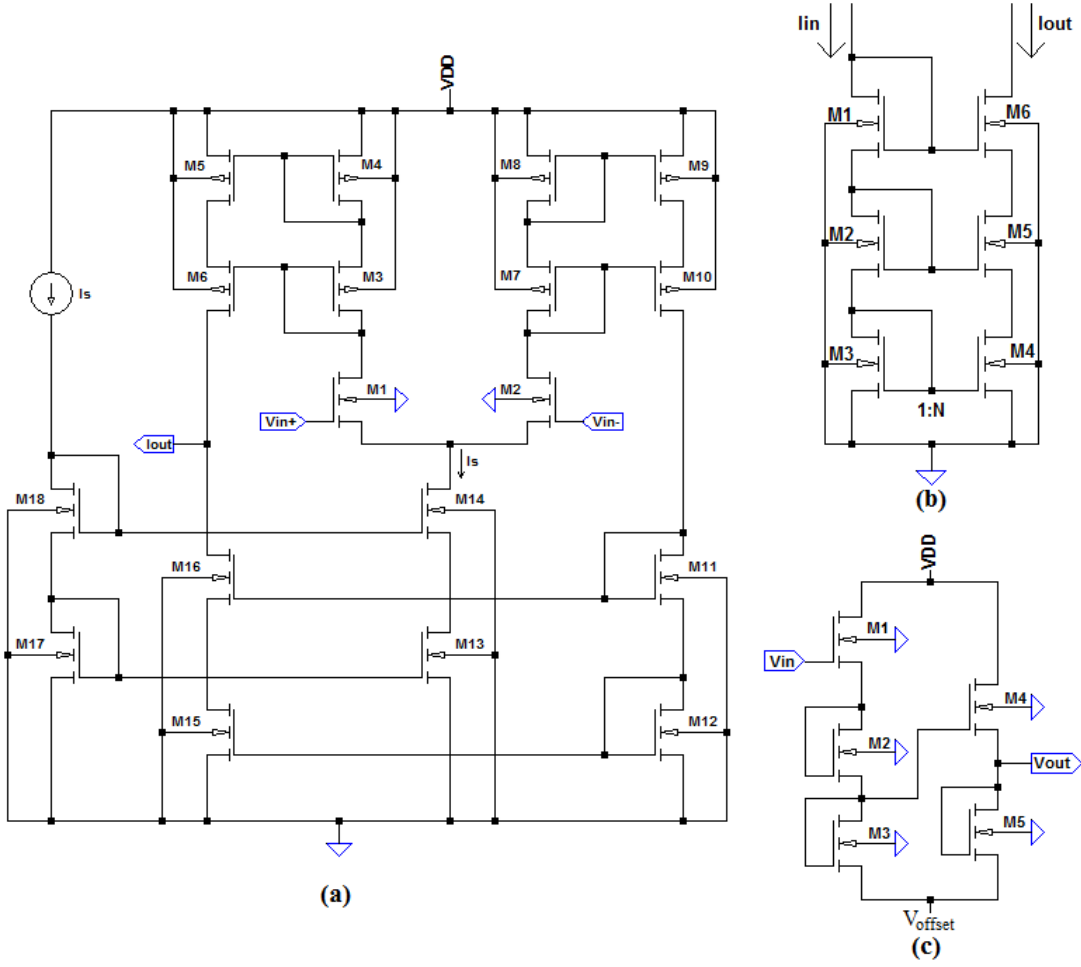 VDD
M5
M4
M8
M9
M6
M3
M7
M10
Is
M1
M2
Vin+
Vin-
Iout
Is
M18
M14
M16
M11
M17
M13
M15
M12
(a)
Iin
Iout
M1
M6
M2
M5
M3
M4
1:N
(b)
VDD
M1
Vin
M4
M2
Vout
M3
M5
Voffset
(c)